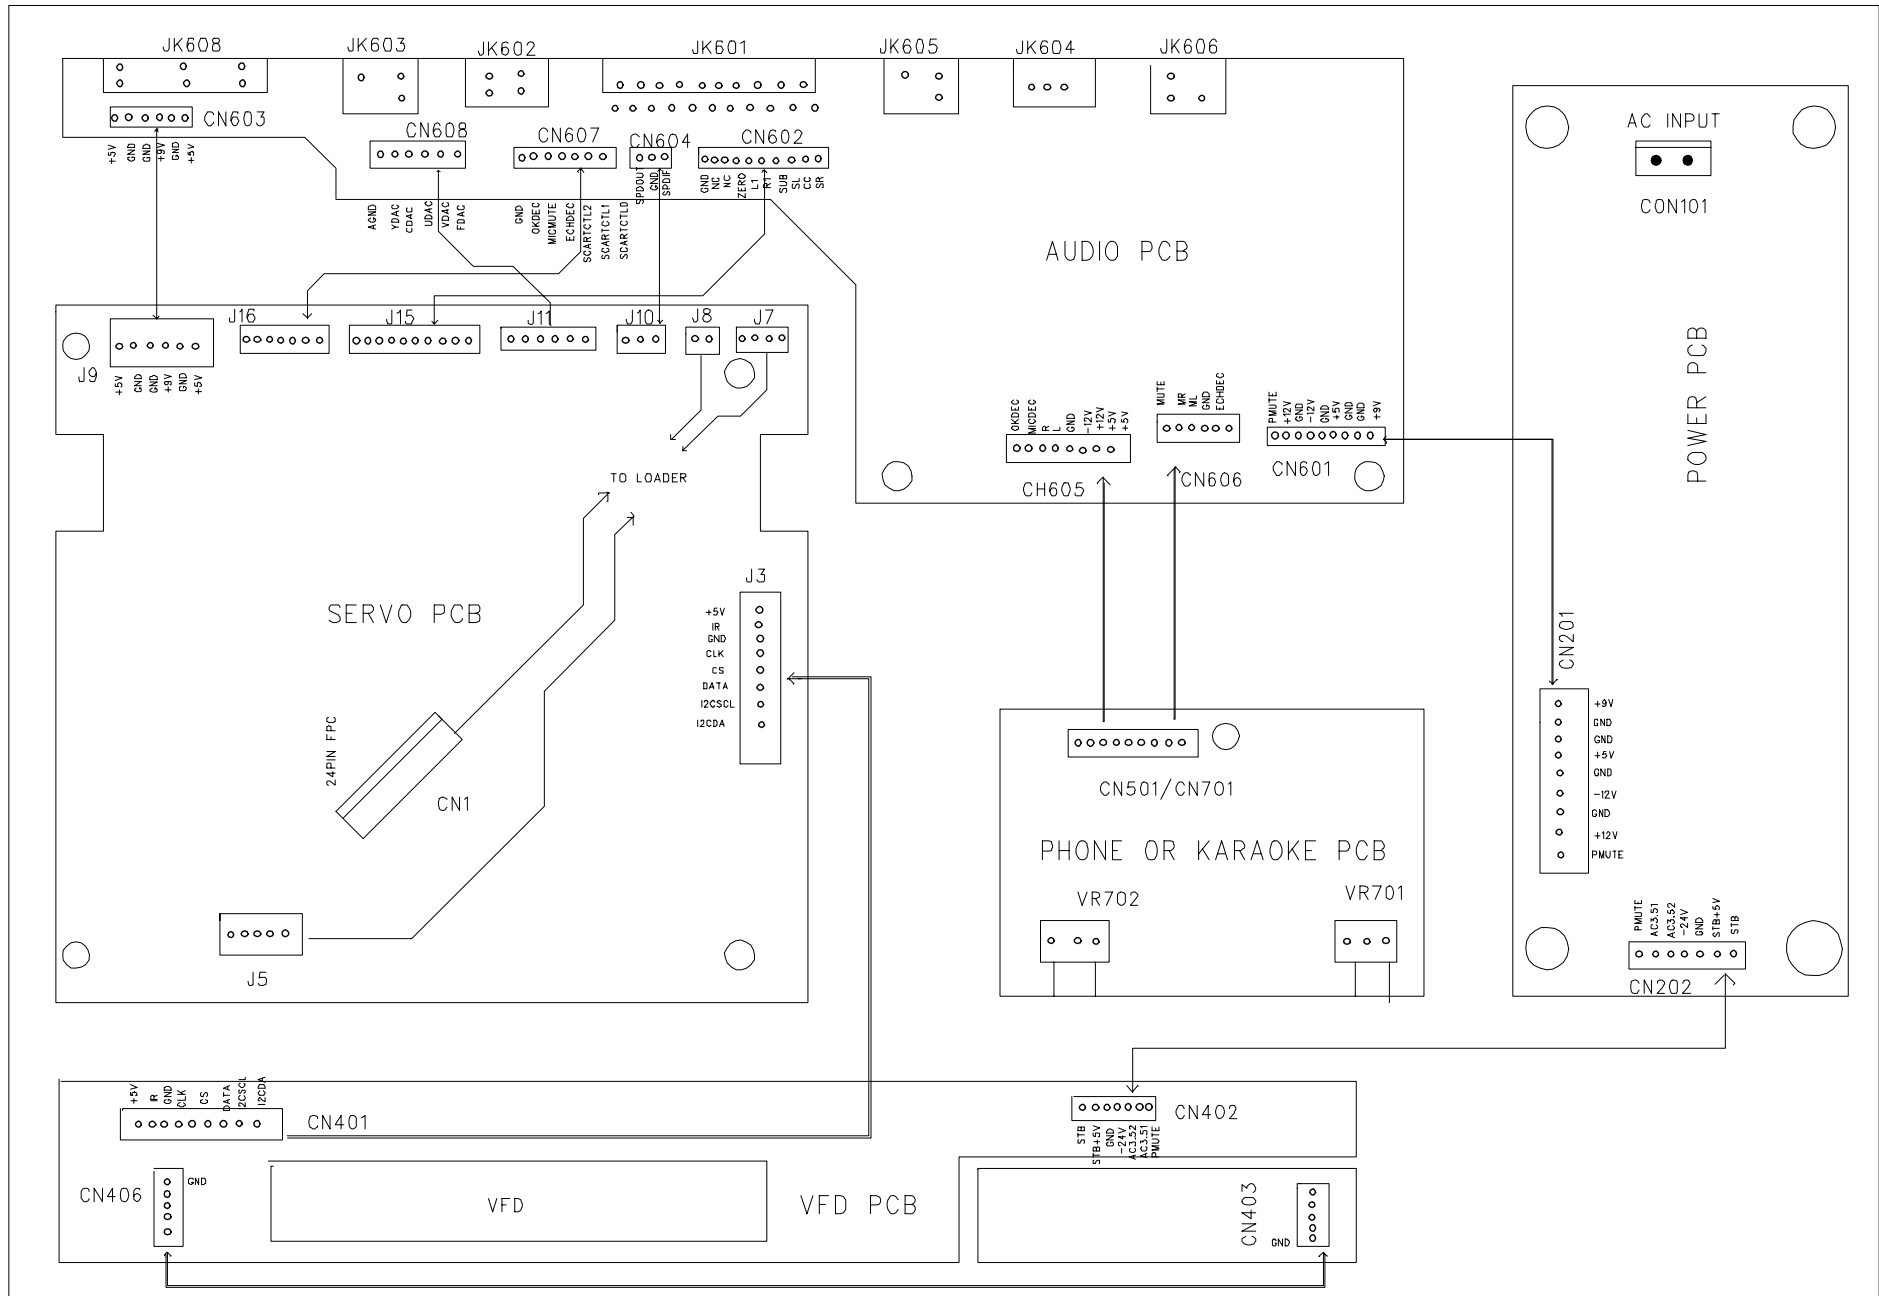 JK608
JK603
JK602
JK601
JK605
JK604
JK606
CN603
+5V
GND
GND
+9V
GND
+5V
CN608
AGND
YDAC
CDAC
UDAC
VDAC
FDAC
CN607
GND
OKDEC
MICMUTE
ECHDEC
SCARTCTL2
SCARTCTL1
SCARTCTL0
CN604
SPDOUT
GND
SPDIF
CN602
GND
NC
NC
ZERO
L1
R1
SUB
SL
CC
SR
AUDIO PCB
AC INPUT
CON101
POWER PCB
J9
+5V
GND
GND
+9V
GND
+5V
J16
J15
J11
J10
J8
J7
TO LOADER
OKDEC
MICDEC
R
L
GND
-12V
+12V
+5V
+5V
CH605
MUTE
MR
ML
GND
ECHDEC
CN606
PMUTE
+12V
GND
-12V
GND
+5V
GND
GND
+9V
CN601
SERVO PCB
J3
+5V
IR
GND
CLK
CS
DATA
I2CSCL
I2CDA
24PIN FPC
CN1
J5
CN501/CN701
PHONE OR KARAOKE PCB
VR702
VR701
CN201
+9V
GND
GND
+5V
GND
-12V
GND
+12V
PMUTE
PMUTE
AC3.51
AC3.52
-24V
GND
STB+5V
STB
CN202
+5V
IR
GND
CLK
CS
DATA
2CSCL
I2CDA
CN401
CN402
STB
STB+5V
GND
-24V
AC3.52
AC3.51
PMUTE
CN406
GND
VFD
VFD PCB
CN403
GND